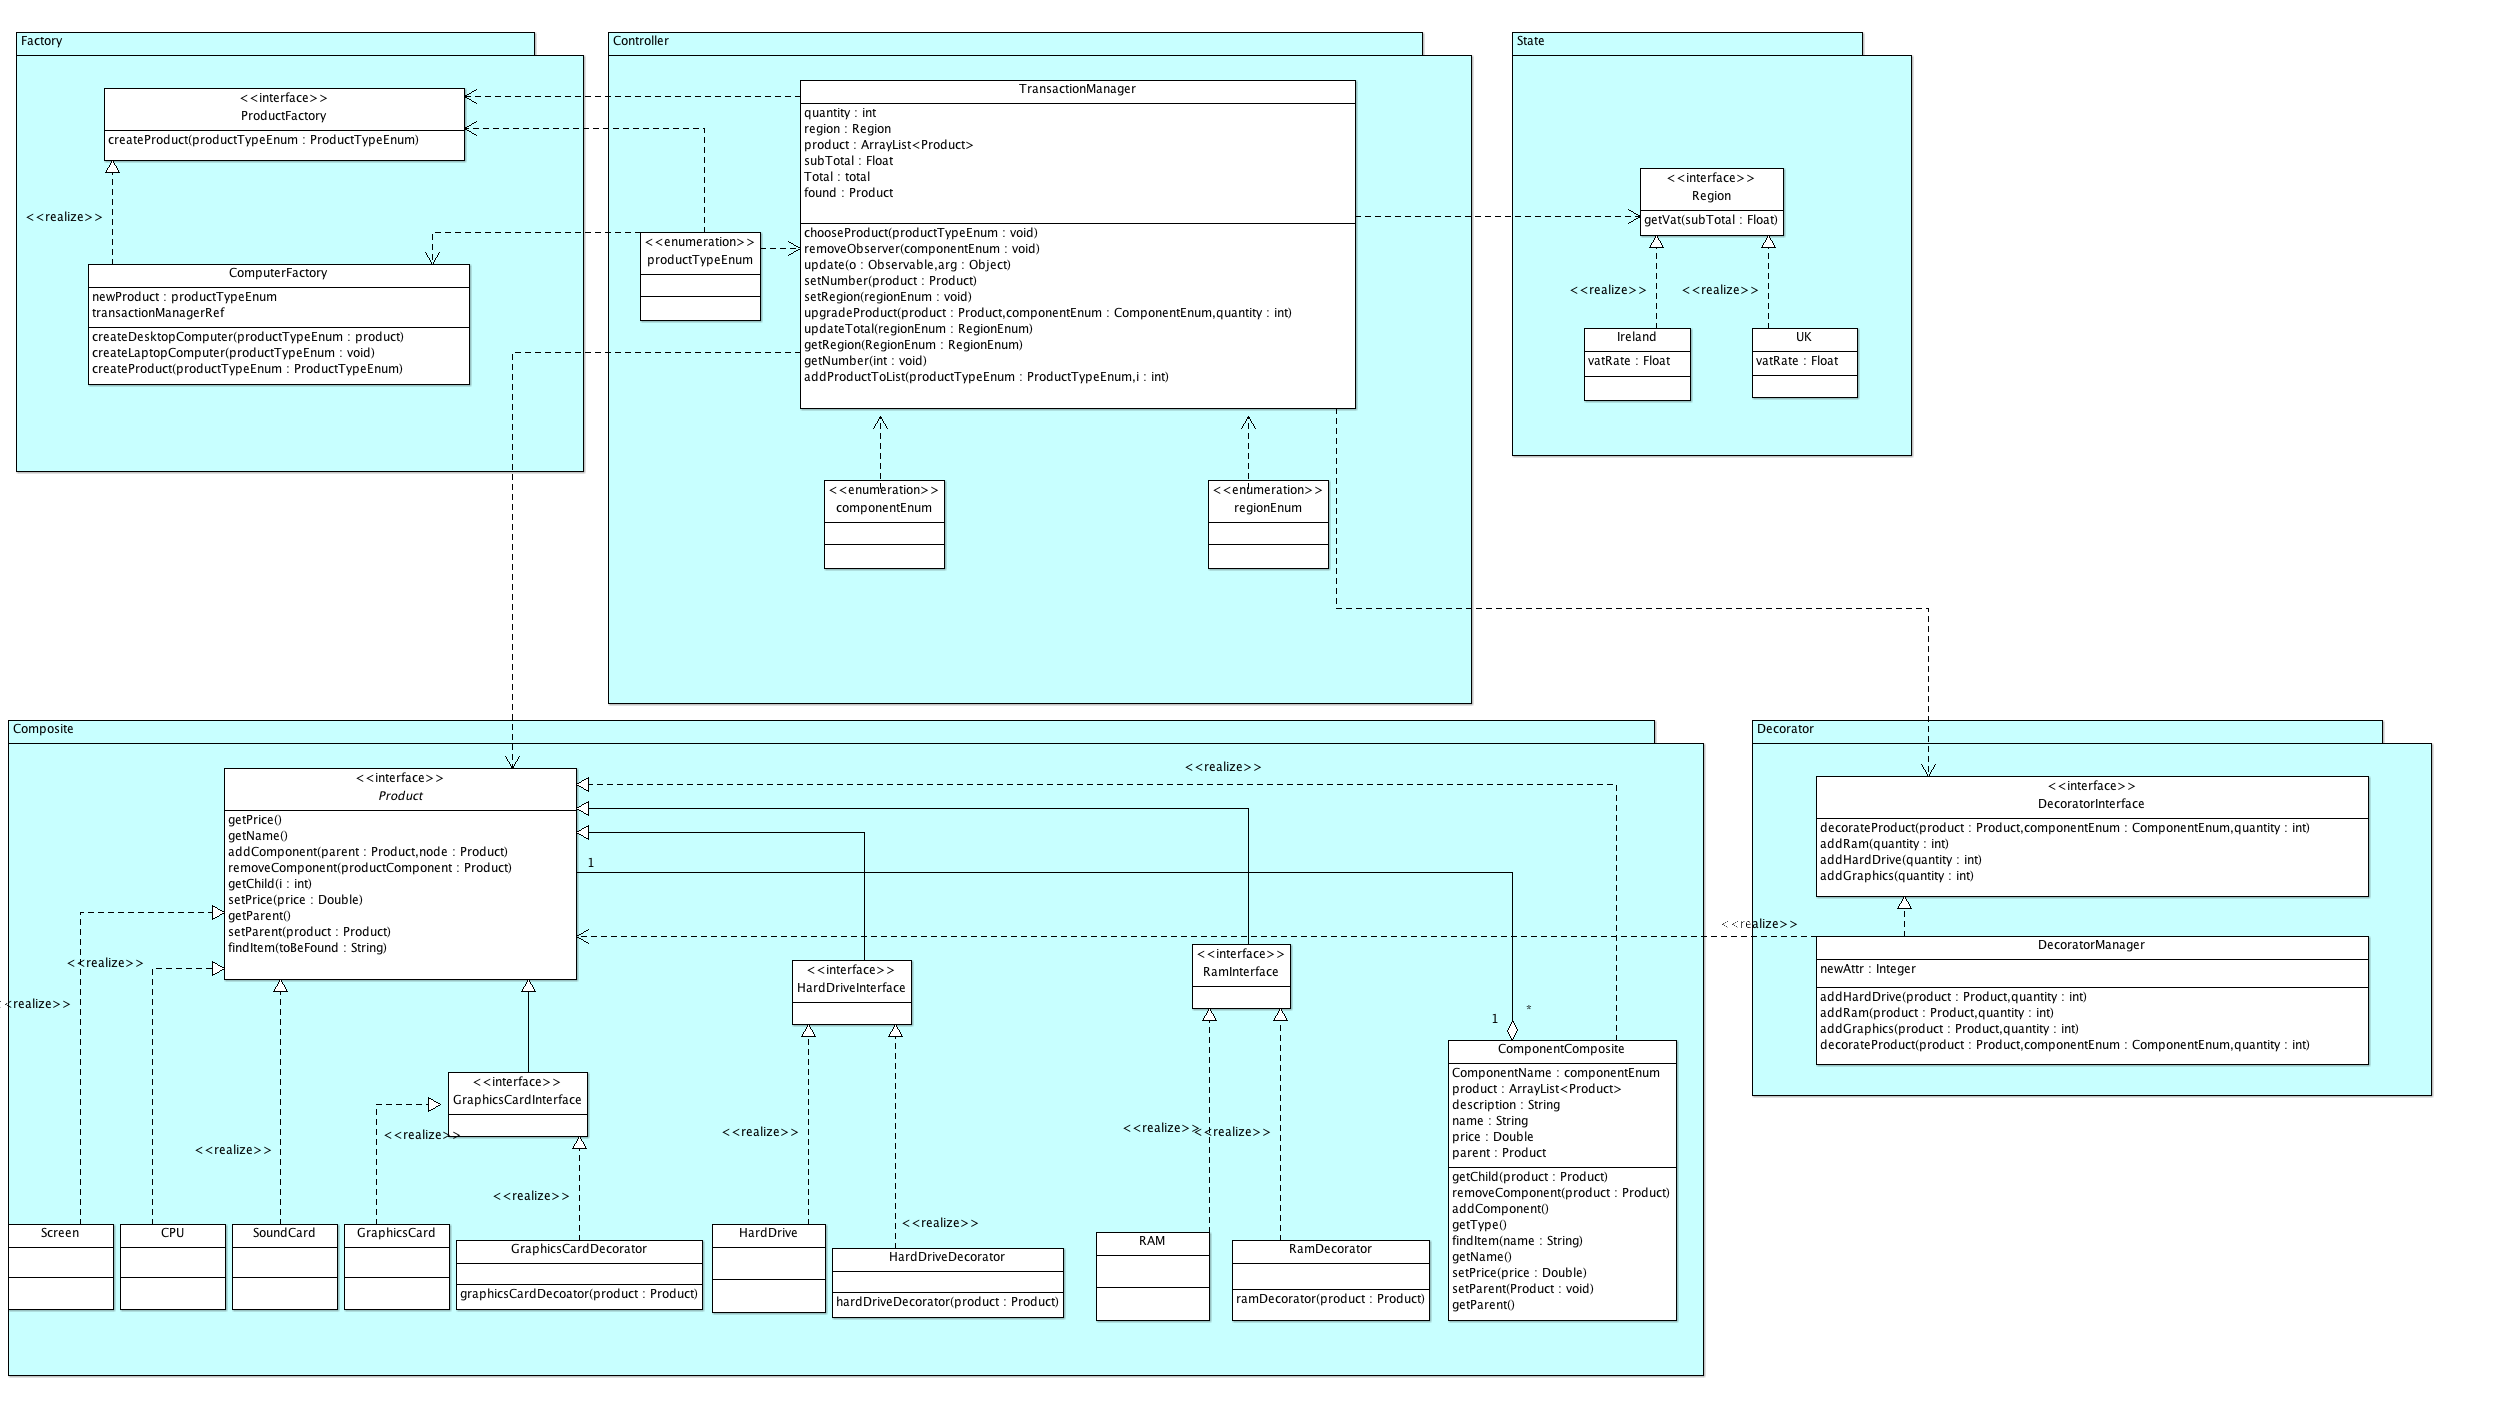 Factory
<<interface>>
ProductFactory
createProduct(productTypeEnum : ProductTypeEnum)
<<realize>>
ComputerFactory
newProduct : productTypeEnum
transactionManagerRef
createDesktopComputer(productTypeEnum : product)
createLaptopComputer(productTypeEnum : void)
createProduct(productTypeEnum : ProductTypeEnum)
Controller
TransactionManager
quantity : int
region : Region
product : ArrayList<Product>
subTotal : Float
Total : total
found : Product
chooseProduct(productTypeEnum : void)
removeObserver(componentEnum : void)
update(o : Observable,arg : Object)
setNumber(product : Product)
setRegion(regionEnum : void)
upgradeProduct(product : Product,componentEnum : ComponentEnum,quantity : int)
updateTotal(regionEnum : RegionEnum)
getRegion(RegionEnum : RegionEnum)
getNumber(int : void)
addProductToList(productTypeEnum : ProductTypeEnum,i : int)
<<enumeration>>
productTypeEnum
<<enumeration>>
componentEnum
<<enumeration>>
regionEnum
State
<<interface>>
Region
getVat(subTotal : Float)
<<realize>>
<<realize>>
Ireland
vatRate : Float
UK
vatRate : Float
Composite
<<interface>>
Product
getPrice()
getName()
addComponent(parent : Product,node : Product)
removeComponent(productComponent : Product)
getChild(i : int)
setPrice(price : Double)
getParent()
setParent(product : Product)
findItem(toBeFound : String)
<<realize>>
1
<<realize>>
<<realize>>
<<interface>>
HardDriveInterface
<<interface>>
RamInterface
1
*
<<interface>>
GraphicsCardInterface
<<realize>>
<<realize>>
<<realize>>
<<realize>>
<<realize>>
<<realize>>
<<realize>>
<<realize>>
Screen
CPU
SoundCard
GraphicsCard
GraphicsCardDecorator
graphicsCardDecoator(product : Product)
HardDrive
HardDriveDecorator
hardDriveDecorator(product : Product)
RAM
RamDecorator
ramDecorator(product : Product)
ComponentComposite
ComponentName : componentEnum
product : ArrayList<Product>
description : String
name : String
price : Double
parent : Product
getChild(product : Product)
removeComponent(product : Product)
addComponent()
getType()
findItem(name : String)
getName()
setPrice(price : Double)
setParent(Product : void)
getParent()
Decorator
<<interface>>
DecoratorInterface
decorateProduct(product : Product,componentEnum : ComponentEnum,quantity : int)
addRam(quantity : int)
addHardDrive(quantity : int)
addGraphics(quantity : int)
<<realize>>
DecoratorManager
newAttr : Integer
addHardDrive(product : Product,quantity : int)
addRam(product : Product,quantity : int)
addGraphics(product : Product,quantity : int)
decorateProduct(product : Product,componentEnum : ComponentEnum,quantity : int)